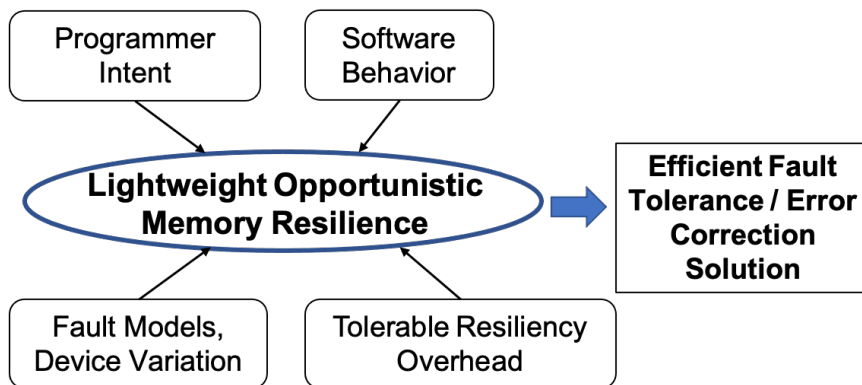 Programmer
Intent
Software
Behavior
Lightweight Opportunistic
Memory Resilience
Efficient Fault
Tolerance / Error
Correction
Solution
Fault Models,
Device Variation
Tolerable Resiliency
Overhead